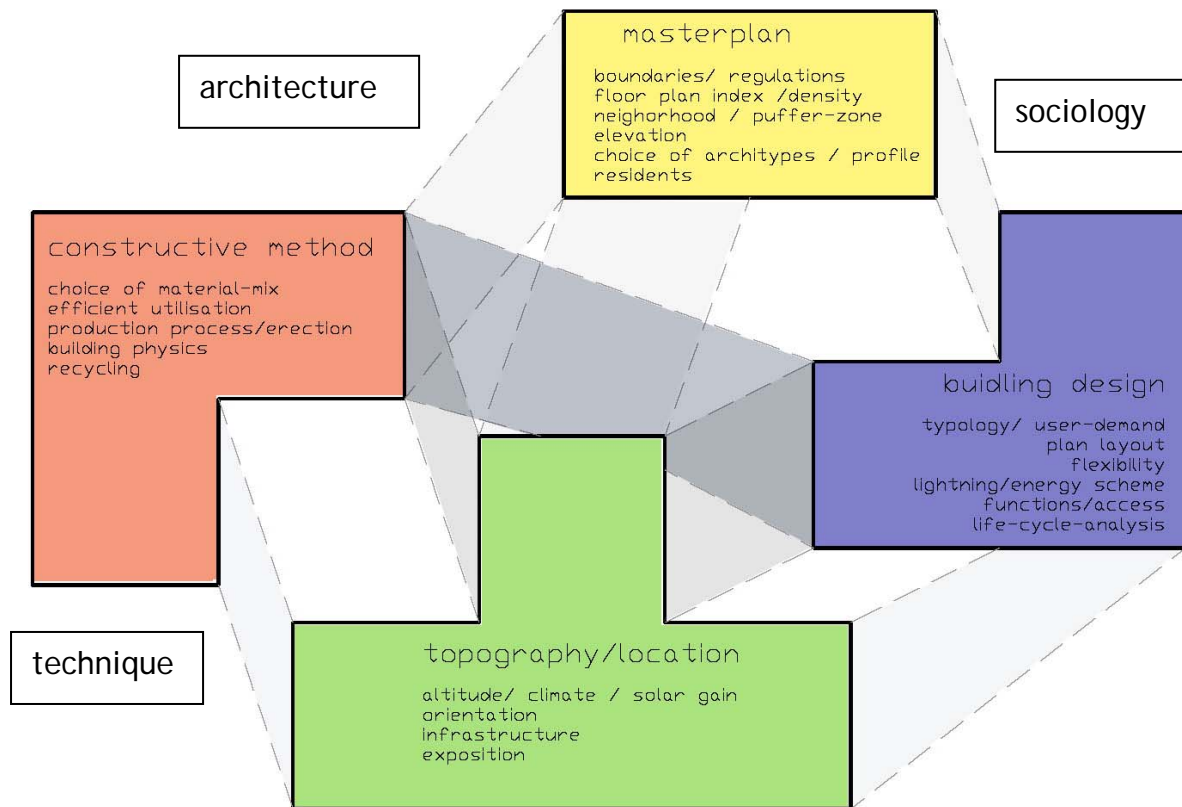 architecture
masterplan
boundaries/ regulations
floor plan index /density
neighorhood / puffer-zone
elevation
choice of architypes / profile
residents
sociology
constructive method
choice of material-mix
efficient utilisation
production process/erection
building physics
recycling
buidling design
typology/ user-demand
plan layout
flexibility
lightning/energy scheme
functions/access
life-cycle-analysis
technique
topography/location
altitude/ climate / solar gain
orientation
infrastructure
exposition